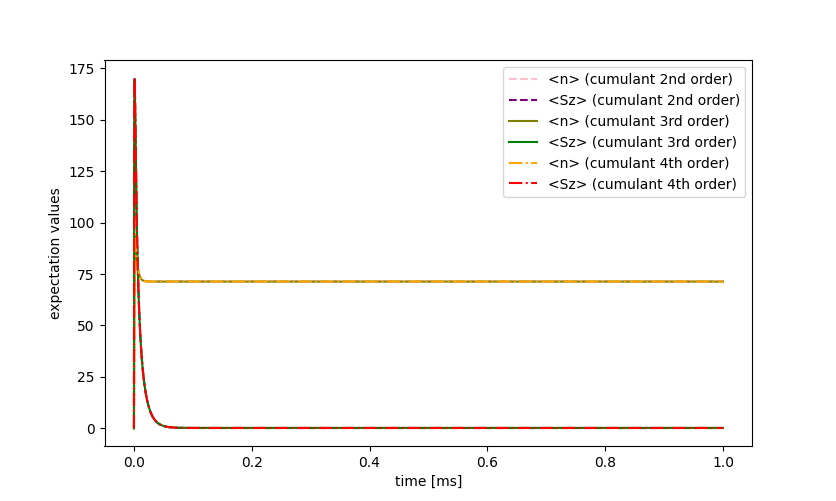 175
150
125
100
75
50
25
0
expectation values
0.0
0.2
0.4
0.6
0.8
1.0
time [ms]
<n> (cumulant 2nd order)
<Sz> (cumulant 2nd order)
<n> (cumulant 3rd order)
<Sz> (cumulant 3rd order)
<n> (cumulant 4th order)
<Sz> (cumulant 4th order)